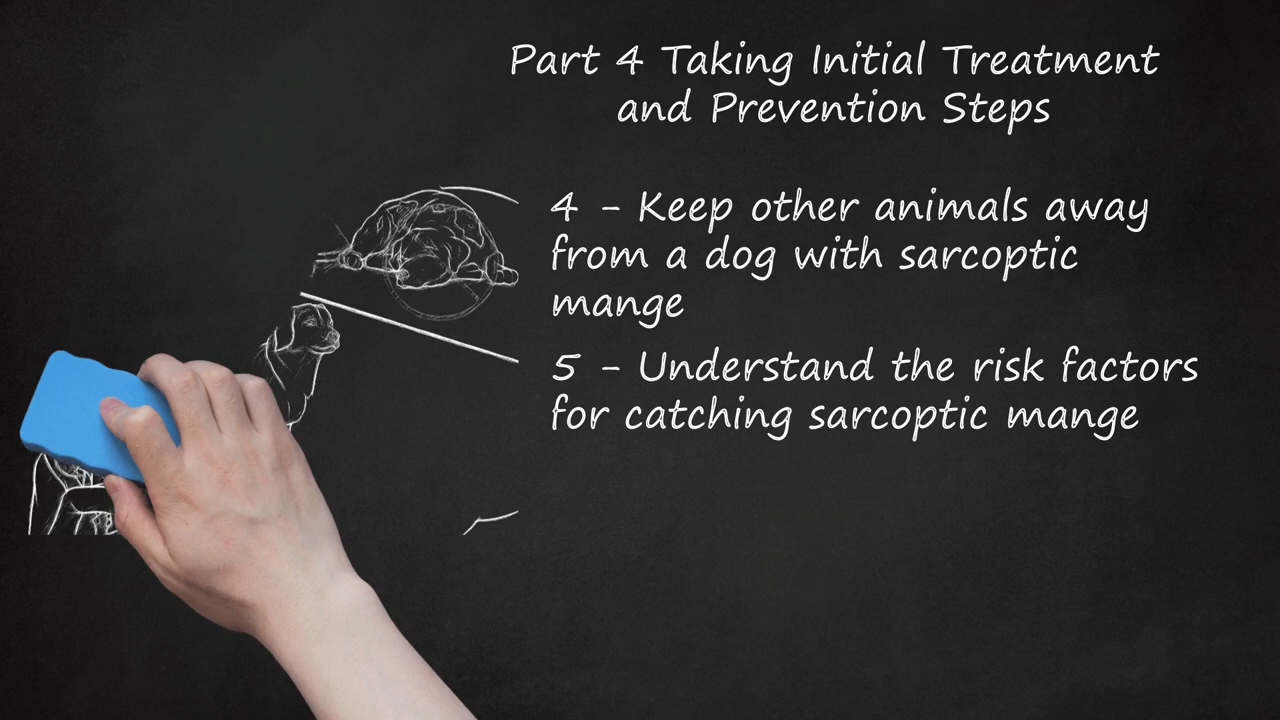 Part 4 Taking Initial Treatment
and Prevention Steps
4 - Keep other animals away
from a dog with sarcoptic
mange
5 - Understand the risk factors
for catching sarcoptic mange